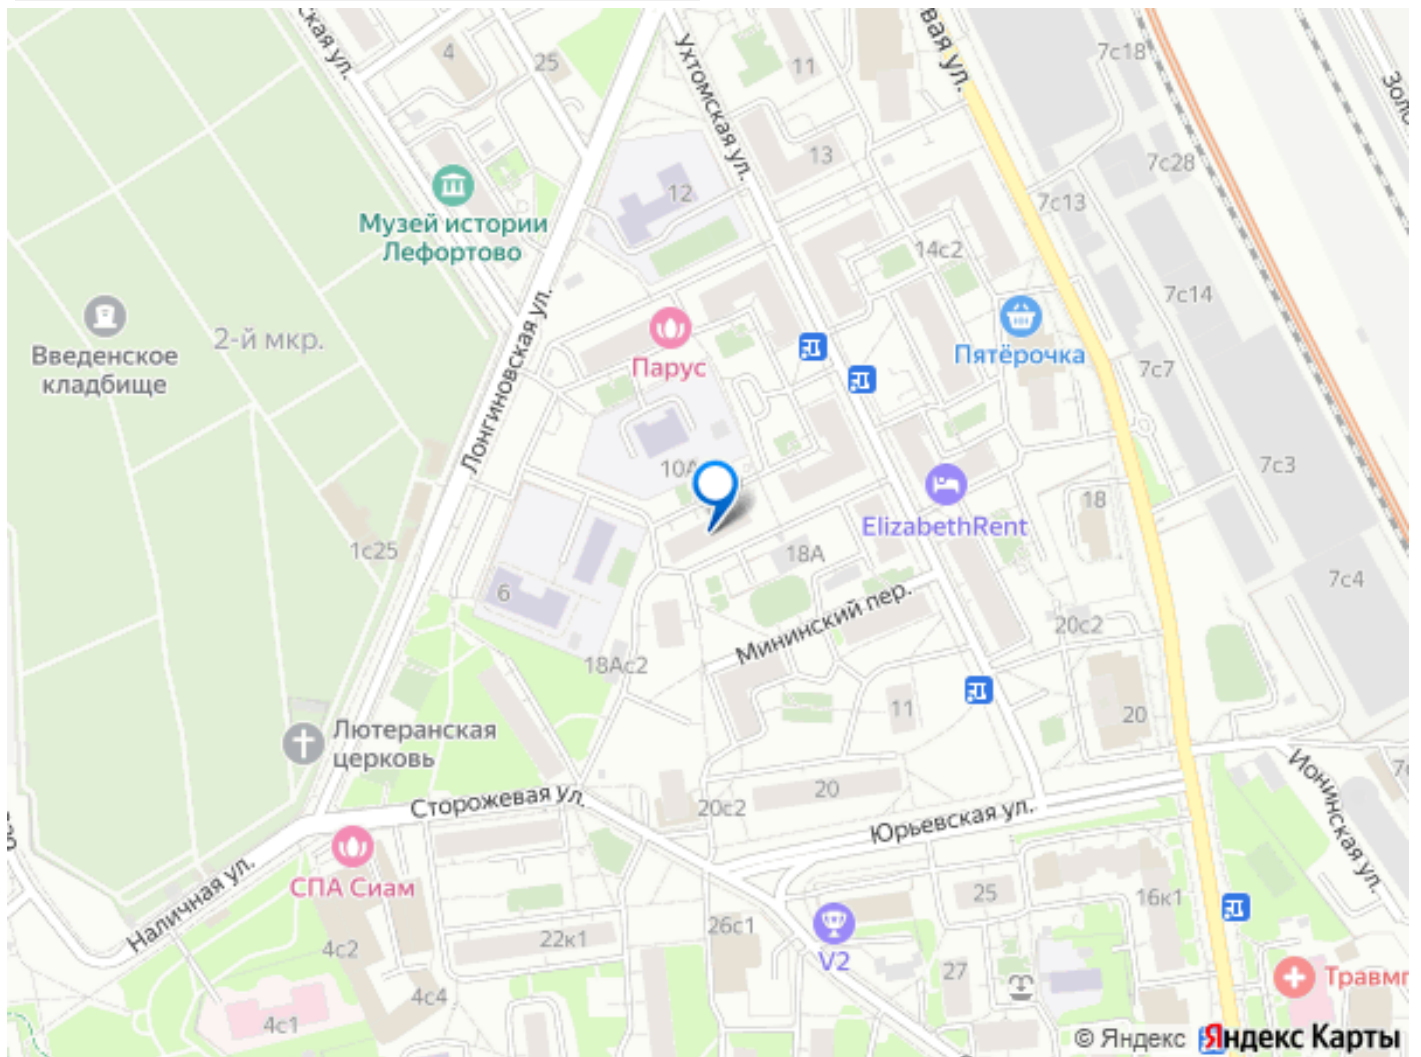 ская ул.
4
25
Ухтомская ул.
11
вая ул.
7с18
13
7с28
12
Музей истории
Лефортово
7с13
14с2
7с14
Введенское
кладбище
2-й мкр.
Лонгиновская ул.
Парус
Пятёрочка
7с7
10А
7с3
ElizabethRent
18
1с25
18А
7с4
6
Мининский пер.
20с2
18Ас2
11
20
Лютеранская
церковь
Ионинская ул.
Сторожевая ул.
20с2
20
Юрьевская ул.
Наличная ул.
СПА Сиам
25
16к1
4с2
22к1
26с1
V2
27
4с4
Травмп
4с1
© Яндекс
Яндекс Карты